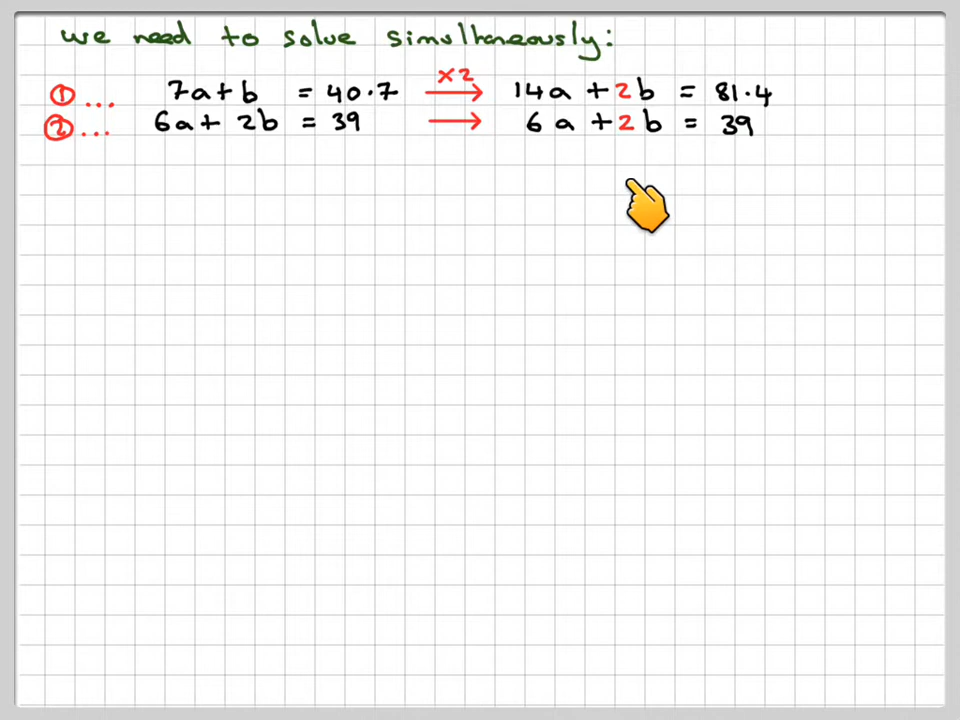 we need to solve simultaneously:
① ... 7a + b = 40.7 ×2 → 14a + 2b = 81.4
② ... 6a + 2b = 39 → 6a + 2b = 39